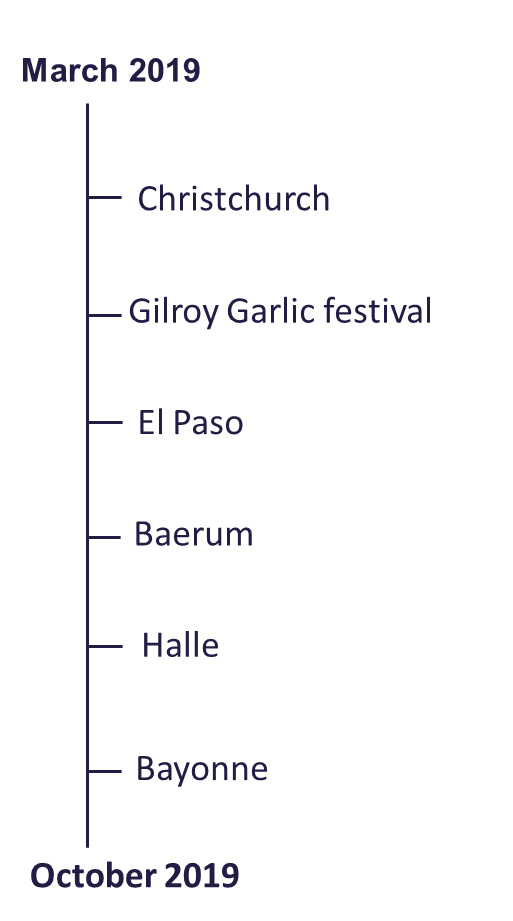 March 2019
Christchurch
Gilroy Garlic festival
El Paso
Baerum
Halle
Bayonne
October 2019